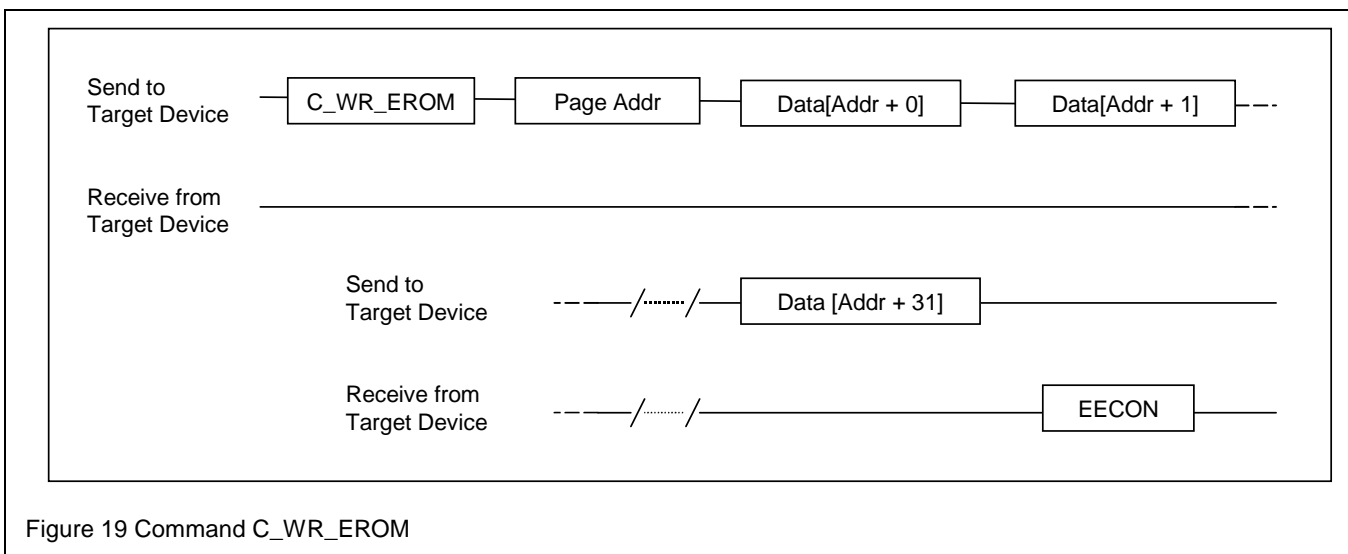 Send to
Target Device
C_WR_EROM
Page Addr
Data[Addr + 0]
Data[Addr + 1]
Receive from
Target Device
Send to
Target Device
Data [Addr + 31]
Receive from
Target Device
EECON
Figure 19 Command C_WR_EROM